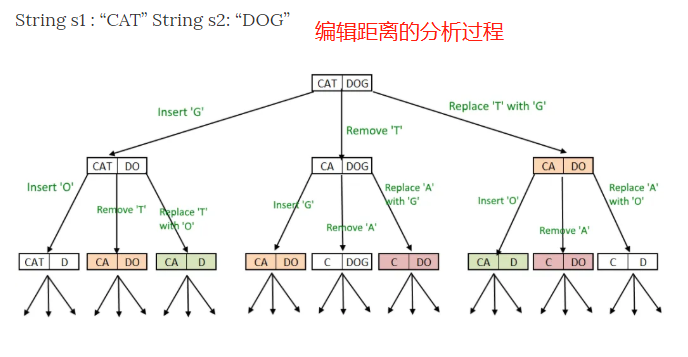 String s1 : “CAT” String s2: “DOG”
编辑距离的分析过程
CAT DOG
Insert 'G'
Remove 'T'
Replace 'T' with 'G'
CAT DO
CA DOG
CA DO
Insert 'O'
Remove 'T'
Replace 'T'
with 'O'
Insert 'G'
Remove 'A'
Replace 'A'
with 'G'
Insert 'O'
Remove 'A'
Replace 'A'
with 'O'
CAT D
CA DO
CA D
CA DO
C DOG
C DO
CA D
C DO
C D